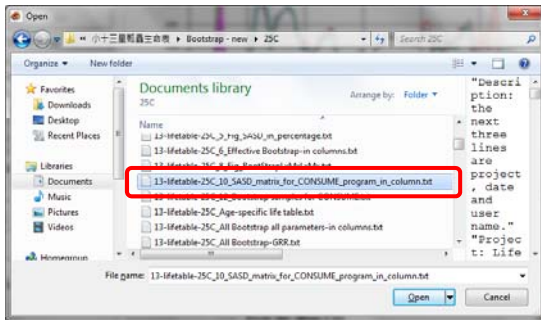 Open
« 小十三星瓢蟲生命表 ▸ Bootstrap - new ▸ 25C
Search 25C
Organize ▾ New folder
Favorites
Downloads
Desktop
Recent Places
Libraries
Documents
Music
Pictures
Videos
Homegroup
Documents library
25C
Arrange by: Folder ▾
Name
13-lifetable-25C_5_Fig_SASD_in_percentage.txt
13-lifetable-25C_6_Effective Bootstrap-in columns.txt
13-lifetable-25C_10_SASD_matrix_for_CONSUME_program_in_column.txt
13-lifetable-25C_Age-specific life table.txt
13-lifetable-25C_All Bootstrap all parameters-in columns.txt
13-lifetable-25C_All Bootstrap-GRR.txt
"Descri
ption:
the
next
three
lines
are
project
, date
and
user
name."
"Projec
t: Life
File name: 13-lifetable-25C_10_SASD_matrix_for_CONSUME_program_in_column.txt
Open
Cancel